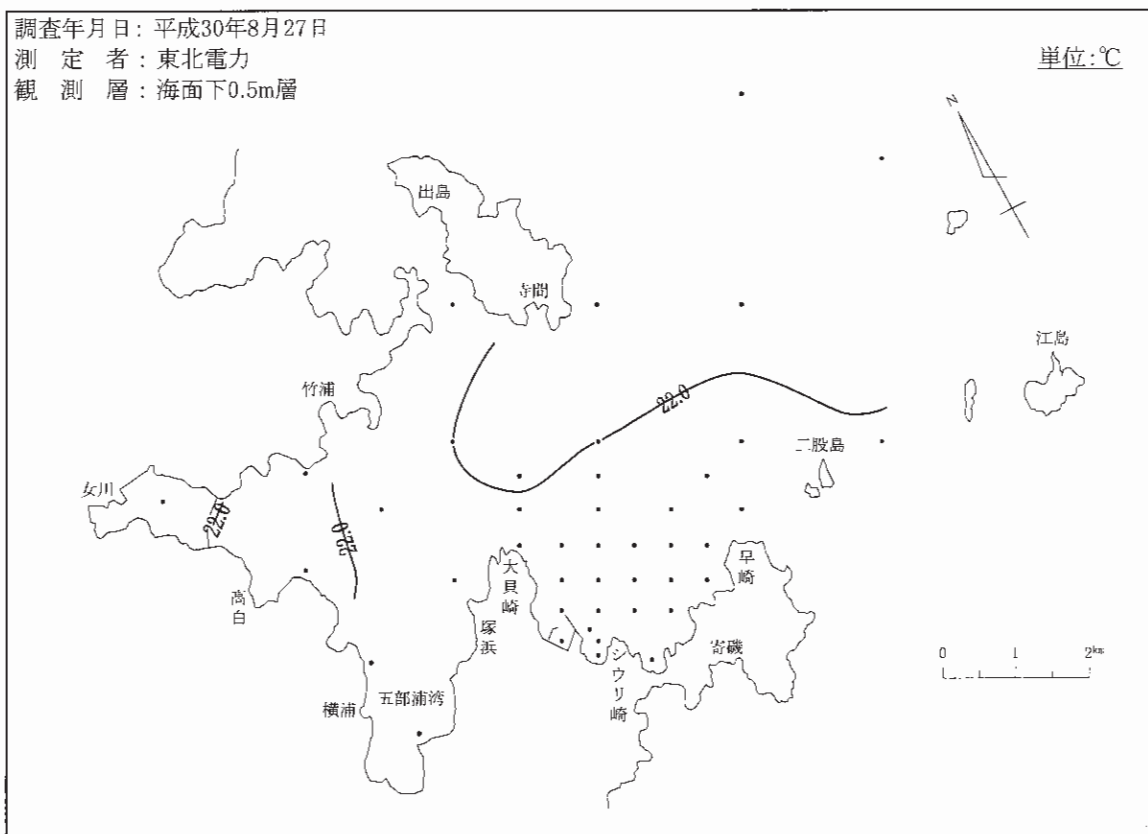 調査年月日：平成30年8月27日
測定者：東北電力
観測層：海面下0.5m層
単位:℃
N
出島
寺間
江島
竹浦
22.0
二股島
女川
22.0
22.0
早崎
大貝崎
高白
塚浜
寄磯
シウリ崎
0 1 2km
五部浦湾
横浦